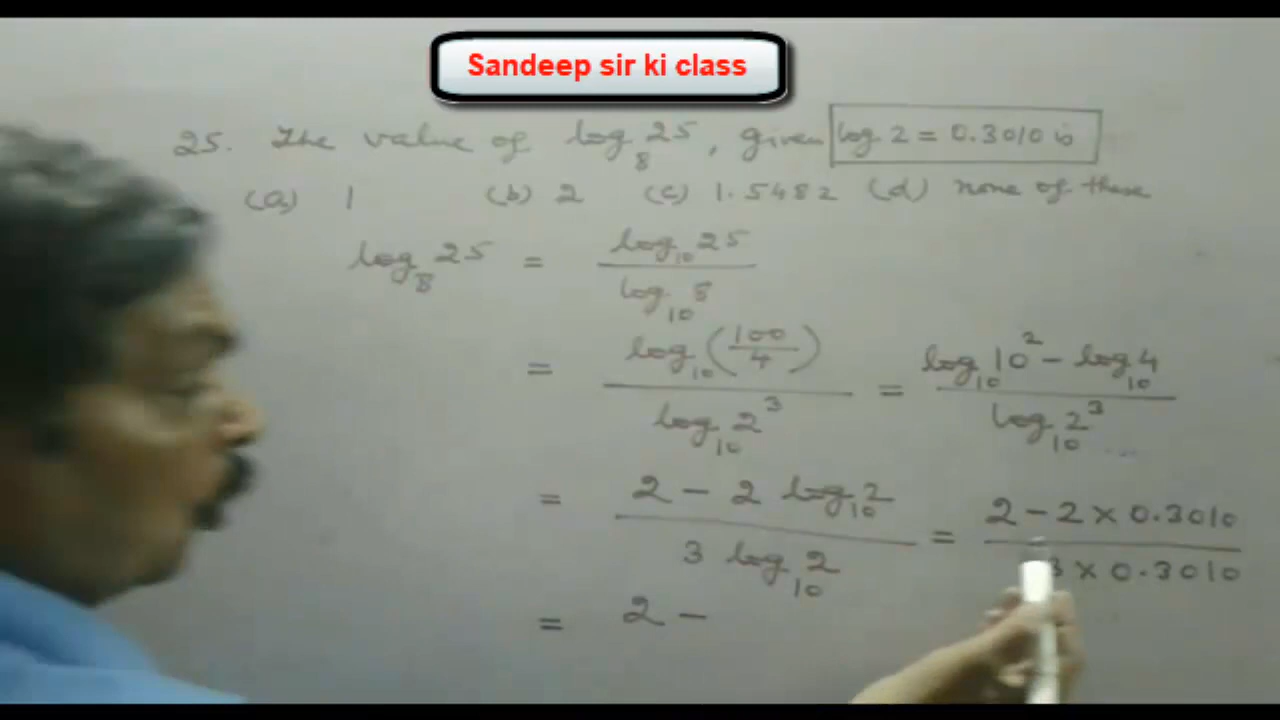 Sandeep sir ki class
25. The value of log₈ 25, given log 2 = 0.3010 is
(a) 1 (b) 2 (c) 1.5482 (d) none of these
log₈ 25 = log₁₀ 25 / log₁₀ 8
= log₁₀ (100/4) / log₁₀ 2³ = log₁₀ 10² - log₁₀ 4 / log₁₀ 2³
= 2 - 2 log₁₀ 2 / 3 log₁₀ 2 = 2 - 2 × 0.3010 / 3 × 0.3010
= 2 -